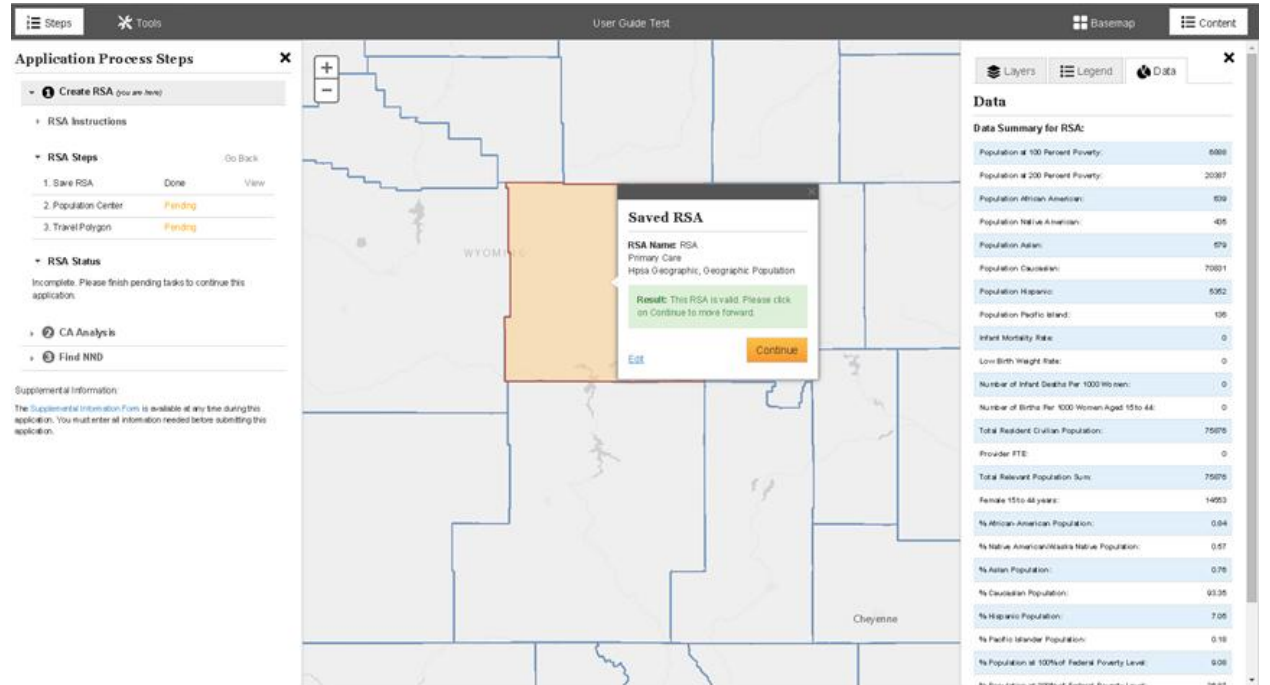 Steps
Tools
User Guide Test
Basemap
Content
Application Process Steps
1 Create RSA (you are here)
RSA Instructions
RSA Steps Go Back
1. Save RSA Done View
2. Population Center Pending
3. Travel Polygon Pending
RSA Status
Incomplete. Please finish pending tasks to continue this
application.
2 CA Analysis
3 Find NND
Supplemental Information:
The Supplemental Information Form is available at any time during this
application. You must enter all information needed before submitting this
application.
+
−
WYOMING
Cheyenne
Saved RSA
RSA Name: RSA
Primary Care
Hpsa Geographic, Geographic Population
Result: This RSA is valid. Please click
on Continue to move forward.
Edit
Continue
Layers
Legend
Data
Data
Data Summary for RSA:
Population at 100 Percent Poverty:
Population at 200 Percent Poverty: 20387
Population African American: 639
Population Native American: 435
Population Asian: 579
Population Caucasian: 70831
Population Hispanic: 5352
Population Pacific Island: 136
Infant Mortality Rate: 0
Low Birth Weight Rate: 0
Number of Infant Deaths Per 1000 Women: 0
Number of Births Per 1000 Women Aged 15 to 44: 0
Total Resident Civilian Population: 75876
Provider FTE: 0
Total Relevant Population Sum: 75876
Female 15 to 44 years: 14553
% African-American Population: 0.84
% Native American/Alaska Native Population: 0.57
% Asian Population: 0.76
% Caucasian Population: 93.35
% Hispanic Population: 7.05
% Pacific Islander Population: 0.18
% Population at 100% of Federal Poverty Level: 9.08